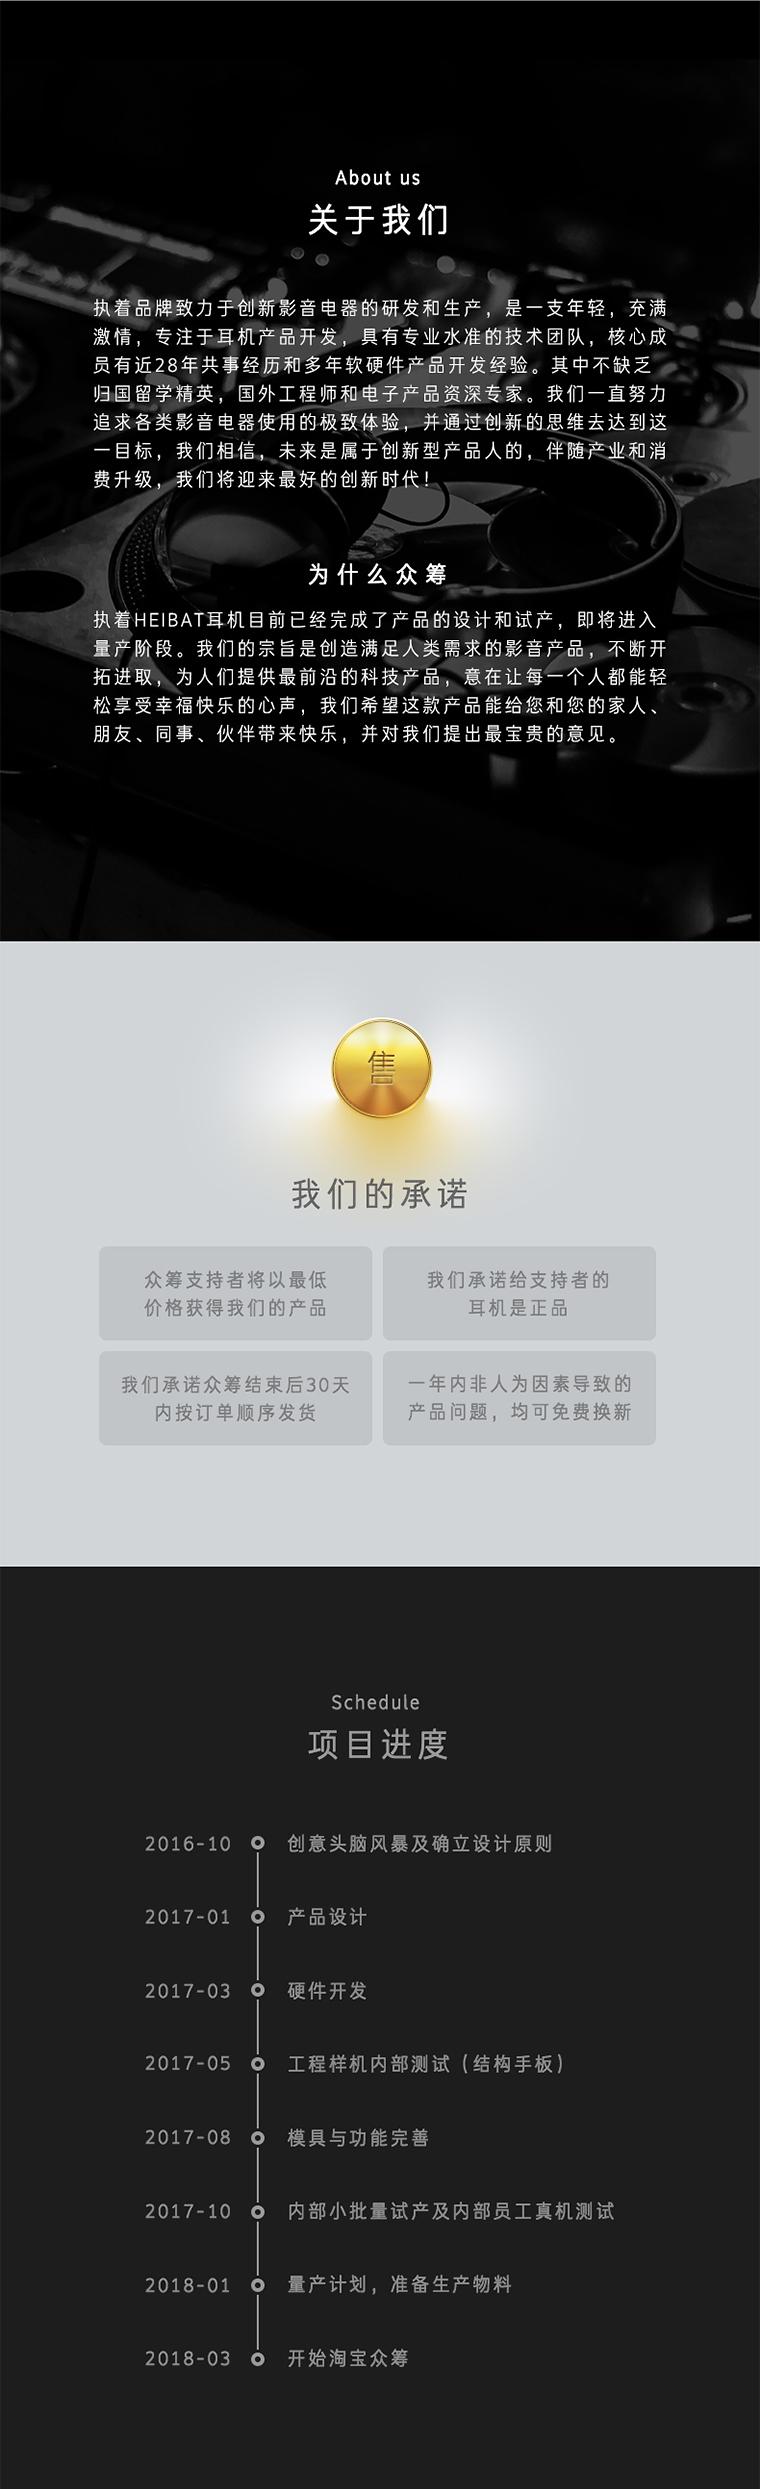 About us
关于我们
执着品牌致力于创新影音电器的研发和生产，是一支年轻，充满
激情，专注于耳机产品开发，具有专业水准的技术团队，核心成
员有近28年共事经历和多年软硬件产品开发经验。其中不缺乏
归国留学精英，国外工程师和电子产品资深专家。我们一直努力
追求各类影音电器使用的极致体验，并通过创新的思维去达到这
一目标，我们相信，未来是属于创新型产品人的，伴随产业和消
费升级，我们将迎来最好的创新时代！
为什么众筹
执着HEIBAT耳机目前已经完成了产品的设计和试产，即将进入
量产阶段。我们的宗旨是创造满足人类需求的影音产品，不断开
拓进取，为人们提供最前沿的科技产品，意在让每一个人都能轻
松享受幸福快乐的心声，我们希望这款产品能给您和您的家人、
朋友、同事、伙伴带来快乐，并对我们提出最宝贵的意见。
售
我们的承诺
众筹支持者将以最低
价格获得我们的产品
我们承诺给支持者的
耳机是正品
我们承诺众筹结束后30天
内按订单顺序发货
一年内非人为因素导致的
产品问题，均可免费换新
Schedule
项目进度
2016-10 创意头脑风暴及确立设计原则
2017-01 产品设计
2017-03 硬件开发
2017-05 工程样机内部测试（结构手板）
2017-08 模具与功能完善
2017-10 内部小批量试产及内部员工真机测试
2018-01 量产计划，准备生产物料
2018-03 开始淘宝众筹